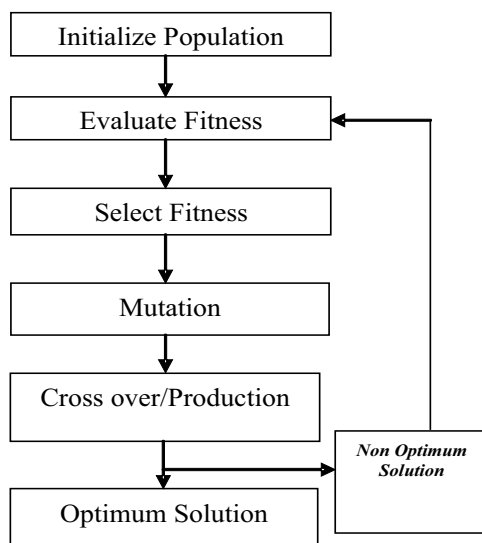 Initialize Population
Evaluate Fitness
Select Fitness
Mutation
Cross over/Production
Non Optimum
Solution
Optimum Solution